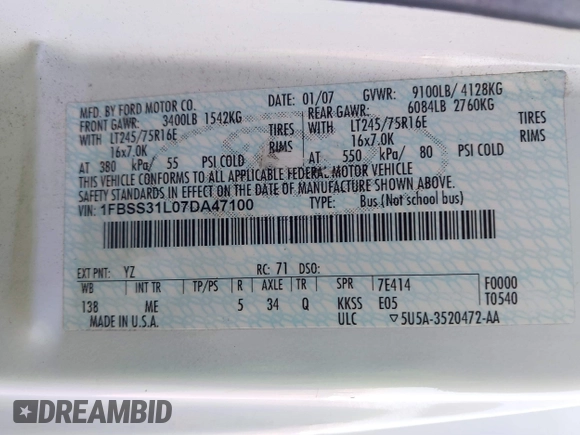 MFD. BY FORD MOTOR CO.
DATE: 01/07 GVWR: 9100LB/ 4128KG
FRONT GAWR: 3400LB 1542KG
REAR GAWR: 6084LB 2760KG
WITH LT245/75R16E TIRES
WITH LT245/75R16E TIRES
16x7.0K RIMS
16x7.0K RIMS
AT 380 kPa/ 55 PSI COLD
AT 550 kPa/ 80 PSI COLD
THIS VEHICLE CONFORMS TO ALL APPLICABLE FEDERAL MOTOR VEHICLE
SAFETY STANDARDS IN EFFECT ON THE DATE OF MANUFACTURE SHOWN ABOVE.
VIN: 1FBSS31L07DA47100 TYPE: Bus (Not school bus)
EXT PNT: YZ RC: 71 DSO:
WB INT TR TP/PS R AXLE TR SPR 7E414 F0000
138 ME 5 34 Q KKSS E05 T0540
MADE IN U.S.A. ULC ▽5U5A-3520472-AA
DREAMBID